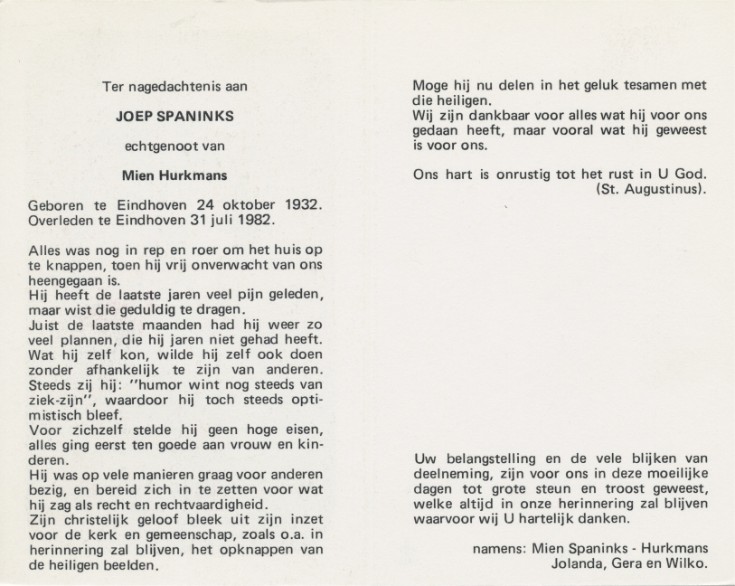 Ter nagedachtenis aan
JOEP SPANINKS
echtgenoot van
Mien Hurkmans
Geboren te Eindhoven 24 oktober 1932.
Overleden te Eindhoven 31 juli 1982.
Alles was nog in rep en roer om het huis op
te knappen, toen hij vrij onverwacht van ons
heengegaan is.
Hij heeft de laatste jaren veel pijn geleden,
maar wist die geduldig te dragen.
Juist de laatste maanden had hij weer zo
veel plannen, die hij jaren niet gehad heeft.
Wat hij zelf kon, wilde hij zelf ook doen
zonder afhankelijk te zijn van anderen.
Steeds zij hij: "humor wint nog steeds van
ziek-zijn", waardoor hij toch steeds opti-
mistisch bleef.
Voor zichzelf stelde hij geen hoge eisen,
alles ging eerst ten goede aan vrouw en kin-
deren.
Hij was op vele manieren graag voor anderen
bezig, en bereid zich in te zetten voor wat
hij zag als recht en rechtvaardigheid.
Zijn christelijk geloof bleek uit zijn inzet
voor de kerk en gemeenschap, zoals o.a. in
herinnering zal blijven, het opknappen van
de heiligen beelden.
Moge hij nu delen in het geluk tesamen met
die heiligen.
Wij zijn dankbaar voor alles wat hij voor ons
gedaan heeft, maar vooral wat hij geweest
is voor ons.
Ons hart is onrustig tot het rust in U God.
(St. Augustinus).
Uw belangstelling en de vele blijken van
deelneming, zijn voor ons in deze moeilijke
dagen tot grote steun en troost geweest,
welke altijd in onze herinnering zal blijven
waarvoor wij U hartelijk danken.
namens: Mien Spaninks - Hurkmans
Jolanda, Gera en Wilko.